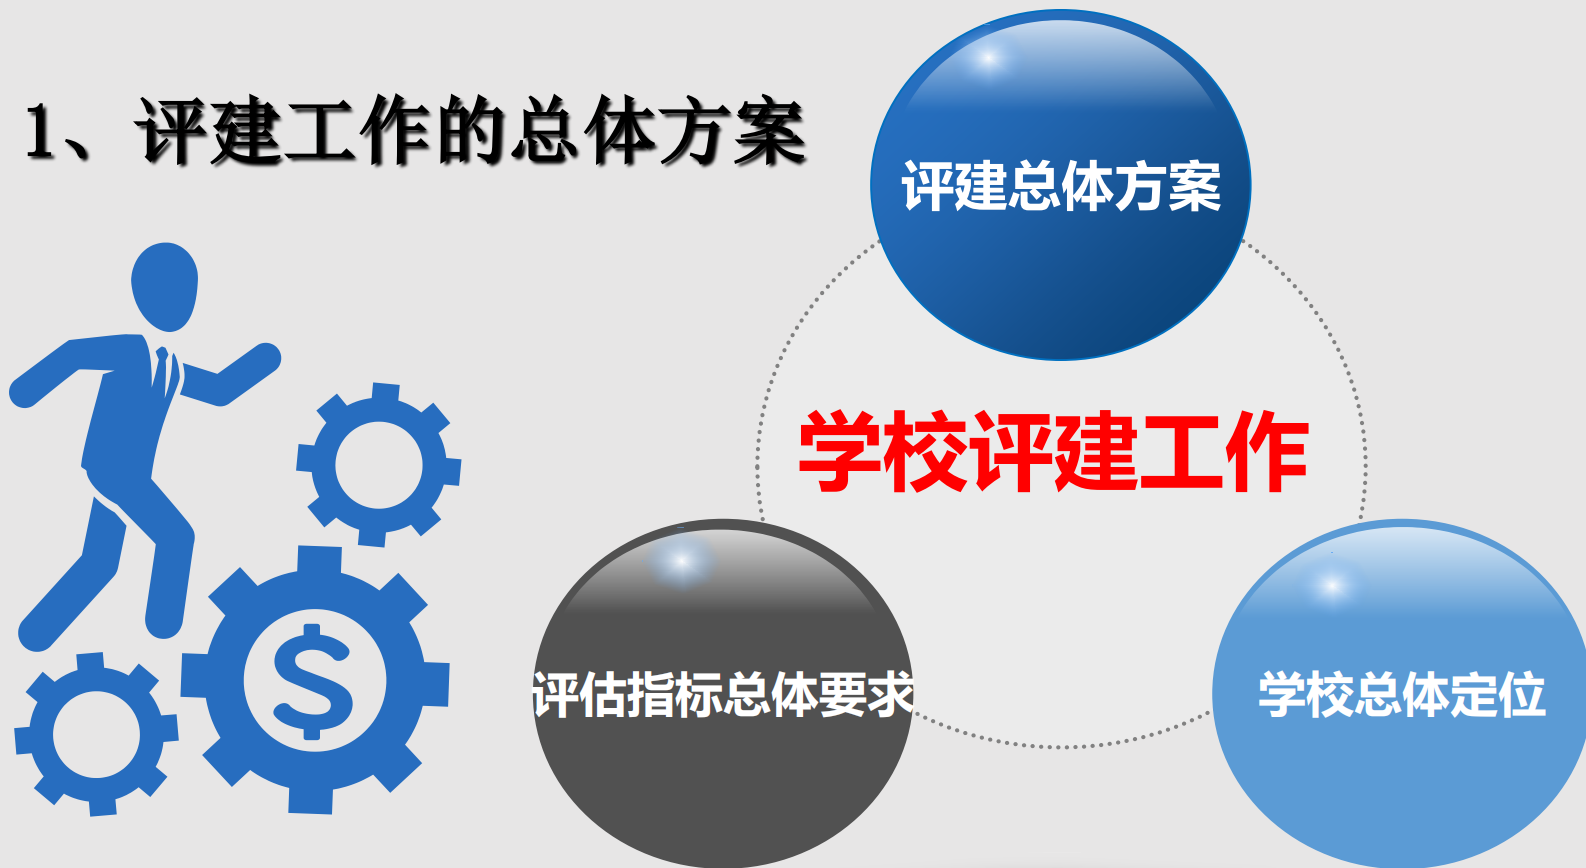 1、评建工作的总体方案
评建总体方案
学校评建工作
评估指标总体要求
学校总体定位
$